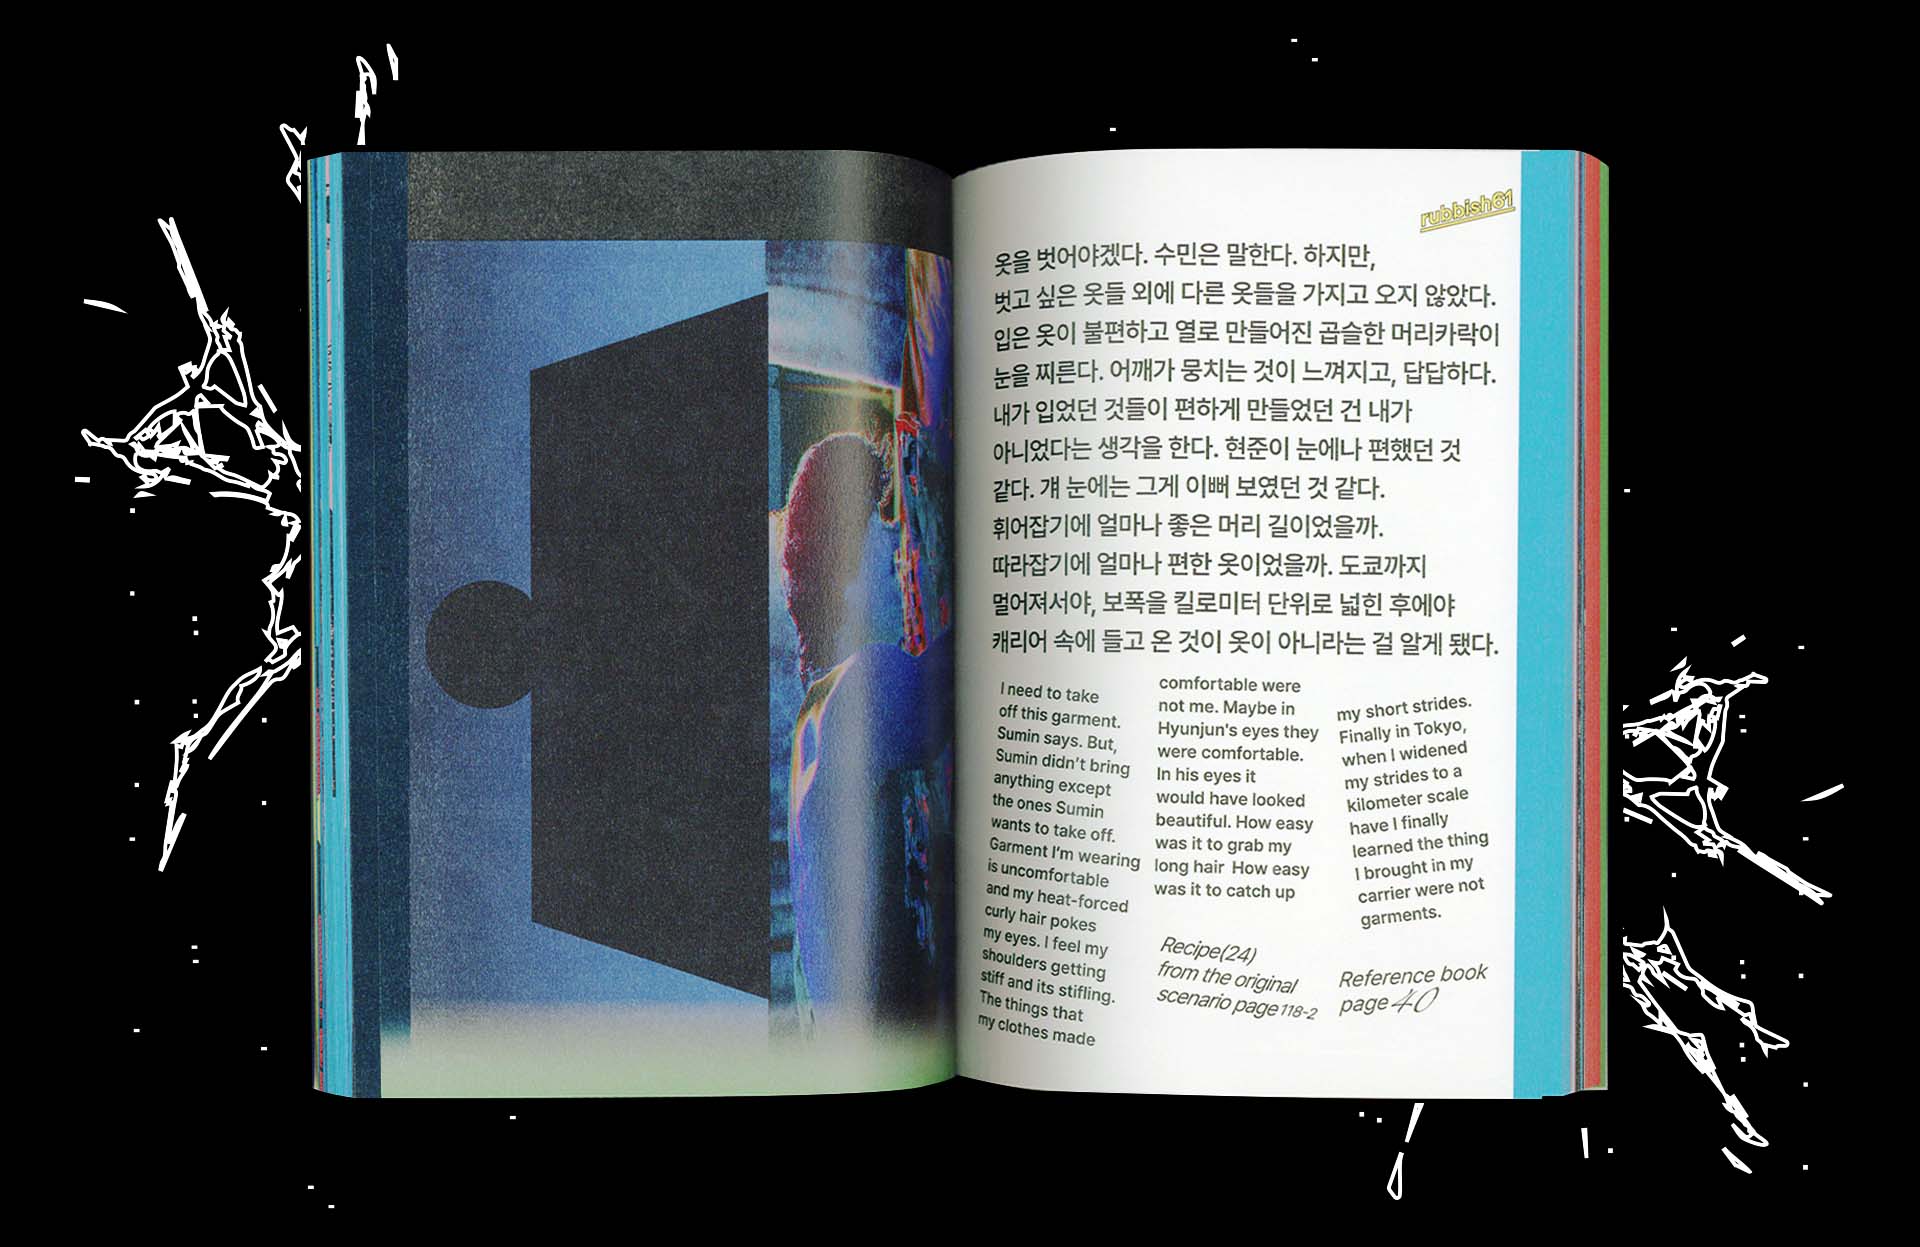 rubbish61
옷을 벗어야겠다. 수민은 말한다. 하지만,
벗고 싶은 옷들 외에 다른 옷들을 가지고 오지 않았다.
입은 옷이 불편하고 열로 만들어진 곱슬한 머리카락이
눈을 찌른다. 어깨가 뭉치는 것이 느껴지고, 답답하다.
내가 입었던 것들이 편하게 만들었던 건 내가
아니었다는 생각을 한다. 현준이 눈에나 편했던 것
같다. 걔 눈에는 그게 이뻐 보였던 것 같다.
휘어잡기에 얼마나 좋은 머리 길이었을까.
따라잡기에 얼마나 편한 옷이었을까. 도쿄까지
멀어져서야, 보폭을 킬로미터 단위로 넓힌 후에야
캐리어 속에 들고 온 것이 옷이 아니라는 걸 알게 됐다.
I need to take
off this garment.
Sumin says. But,
Sumin didn't bring
anything except
the ones Sumin
wants to take off.
Garment I'm wearing
is uncomfortable
and my heat-forced
curly hair pokes
my eyes. I feel my
shoulders getting
stiff and its stifling.
The things that
my clothes made
comfortable were
not me. Maybe in
Hyunjun's eyes they
were comfortable.
In his eyes it
would have looked
beautiful. How easy
was it to grab my
long hair How easy
was it to catch up
my short strides.
Finally in Tokyo,
when I widened
my strides to a
kilometer scale
have I finally
learned the thing
I brought in my
carrier were not
garments.
Recipe(24)
from the original
scenario page 118-2
Reference book
page 40